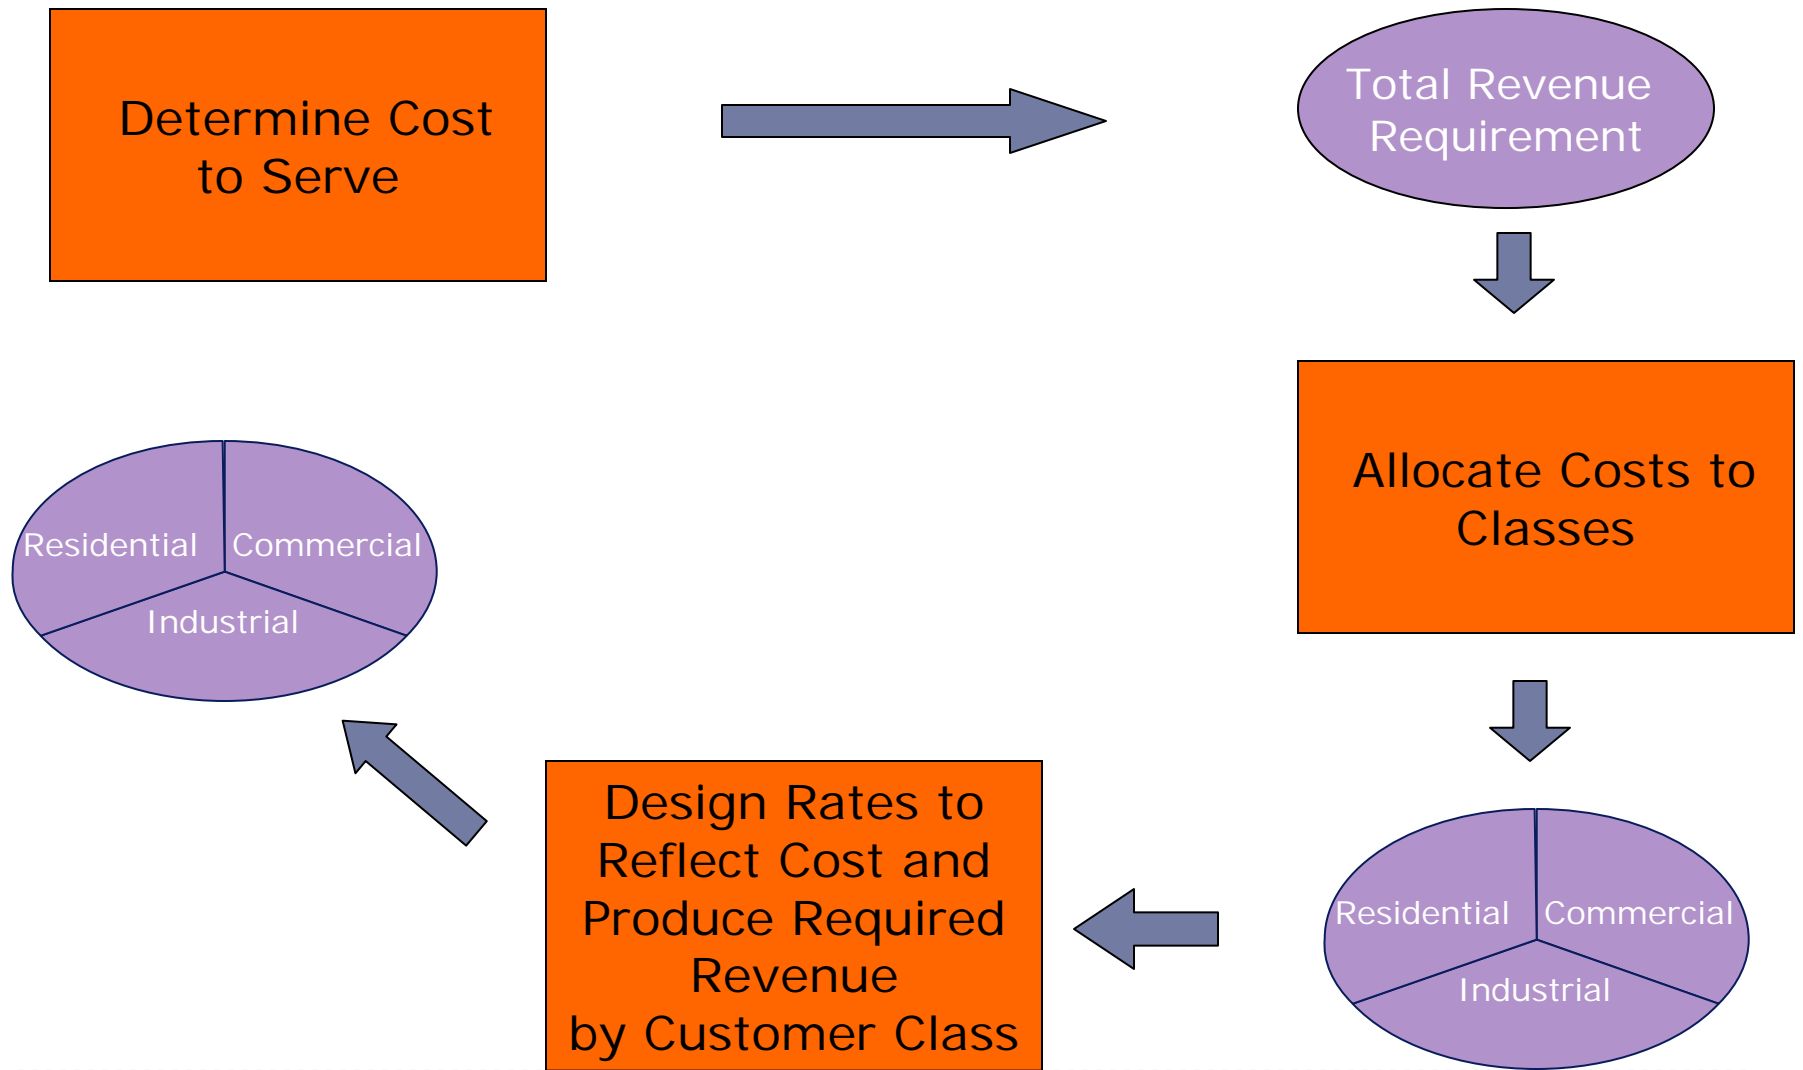 Determine Cost
to Serve
Total Revenue
Requirement
Allocate Costs to
Classes
Residential
Commercial
Industrial
Design Rates to
Reflect Cost and
Produce Required
Revenue
by Customer Class
Residential
Commercial
Industrial